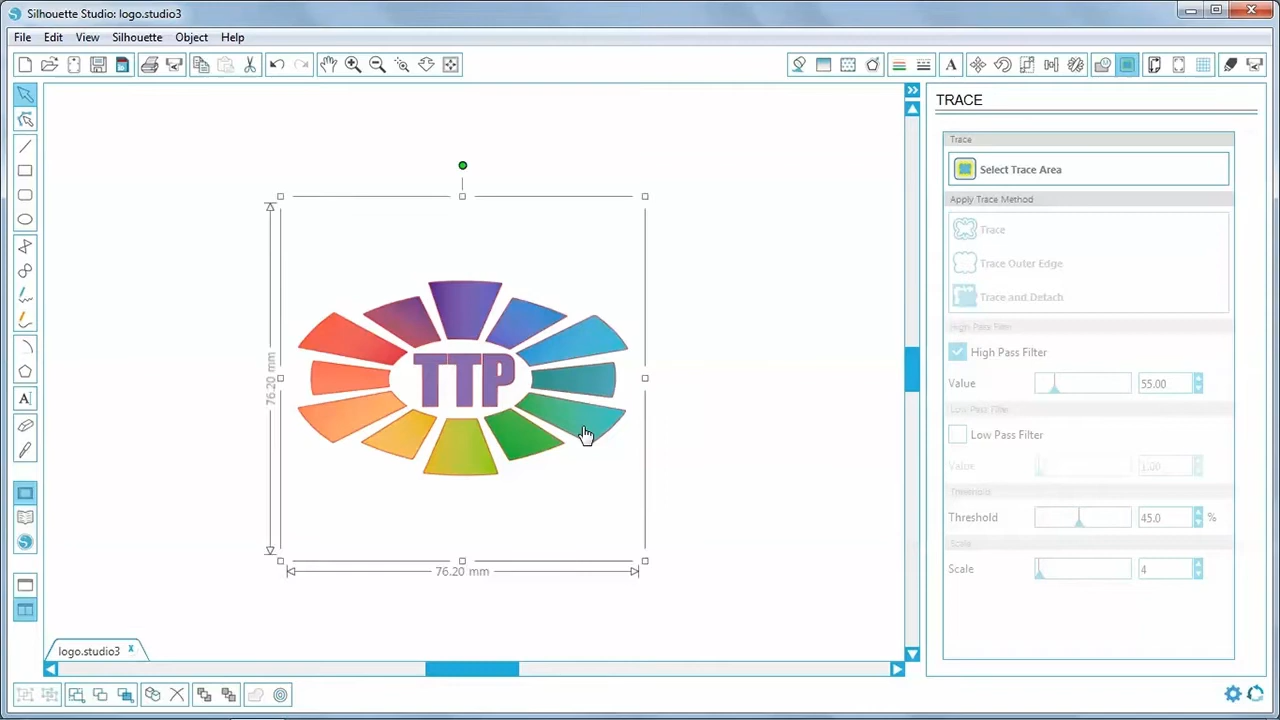 Silhouette Studio: logo.studio3
File Edit View Silhouette Object Help
TRACE
Trace
Select Trace Area
Apply Trace Method
Trace
Trace Outer Edge
Trace and Detach
High Pass Filter
High Pass Filter
Value 55.00
Low Pass Filter
Low Pass Filter
Value 1.00
Threshold
Threshold 45.0 %
Scale
Scale 4
76.20 mm
TTP
76.20 mm
logo.studio3 x